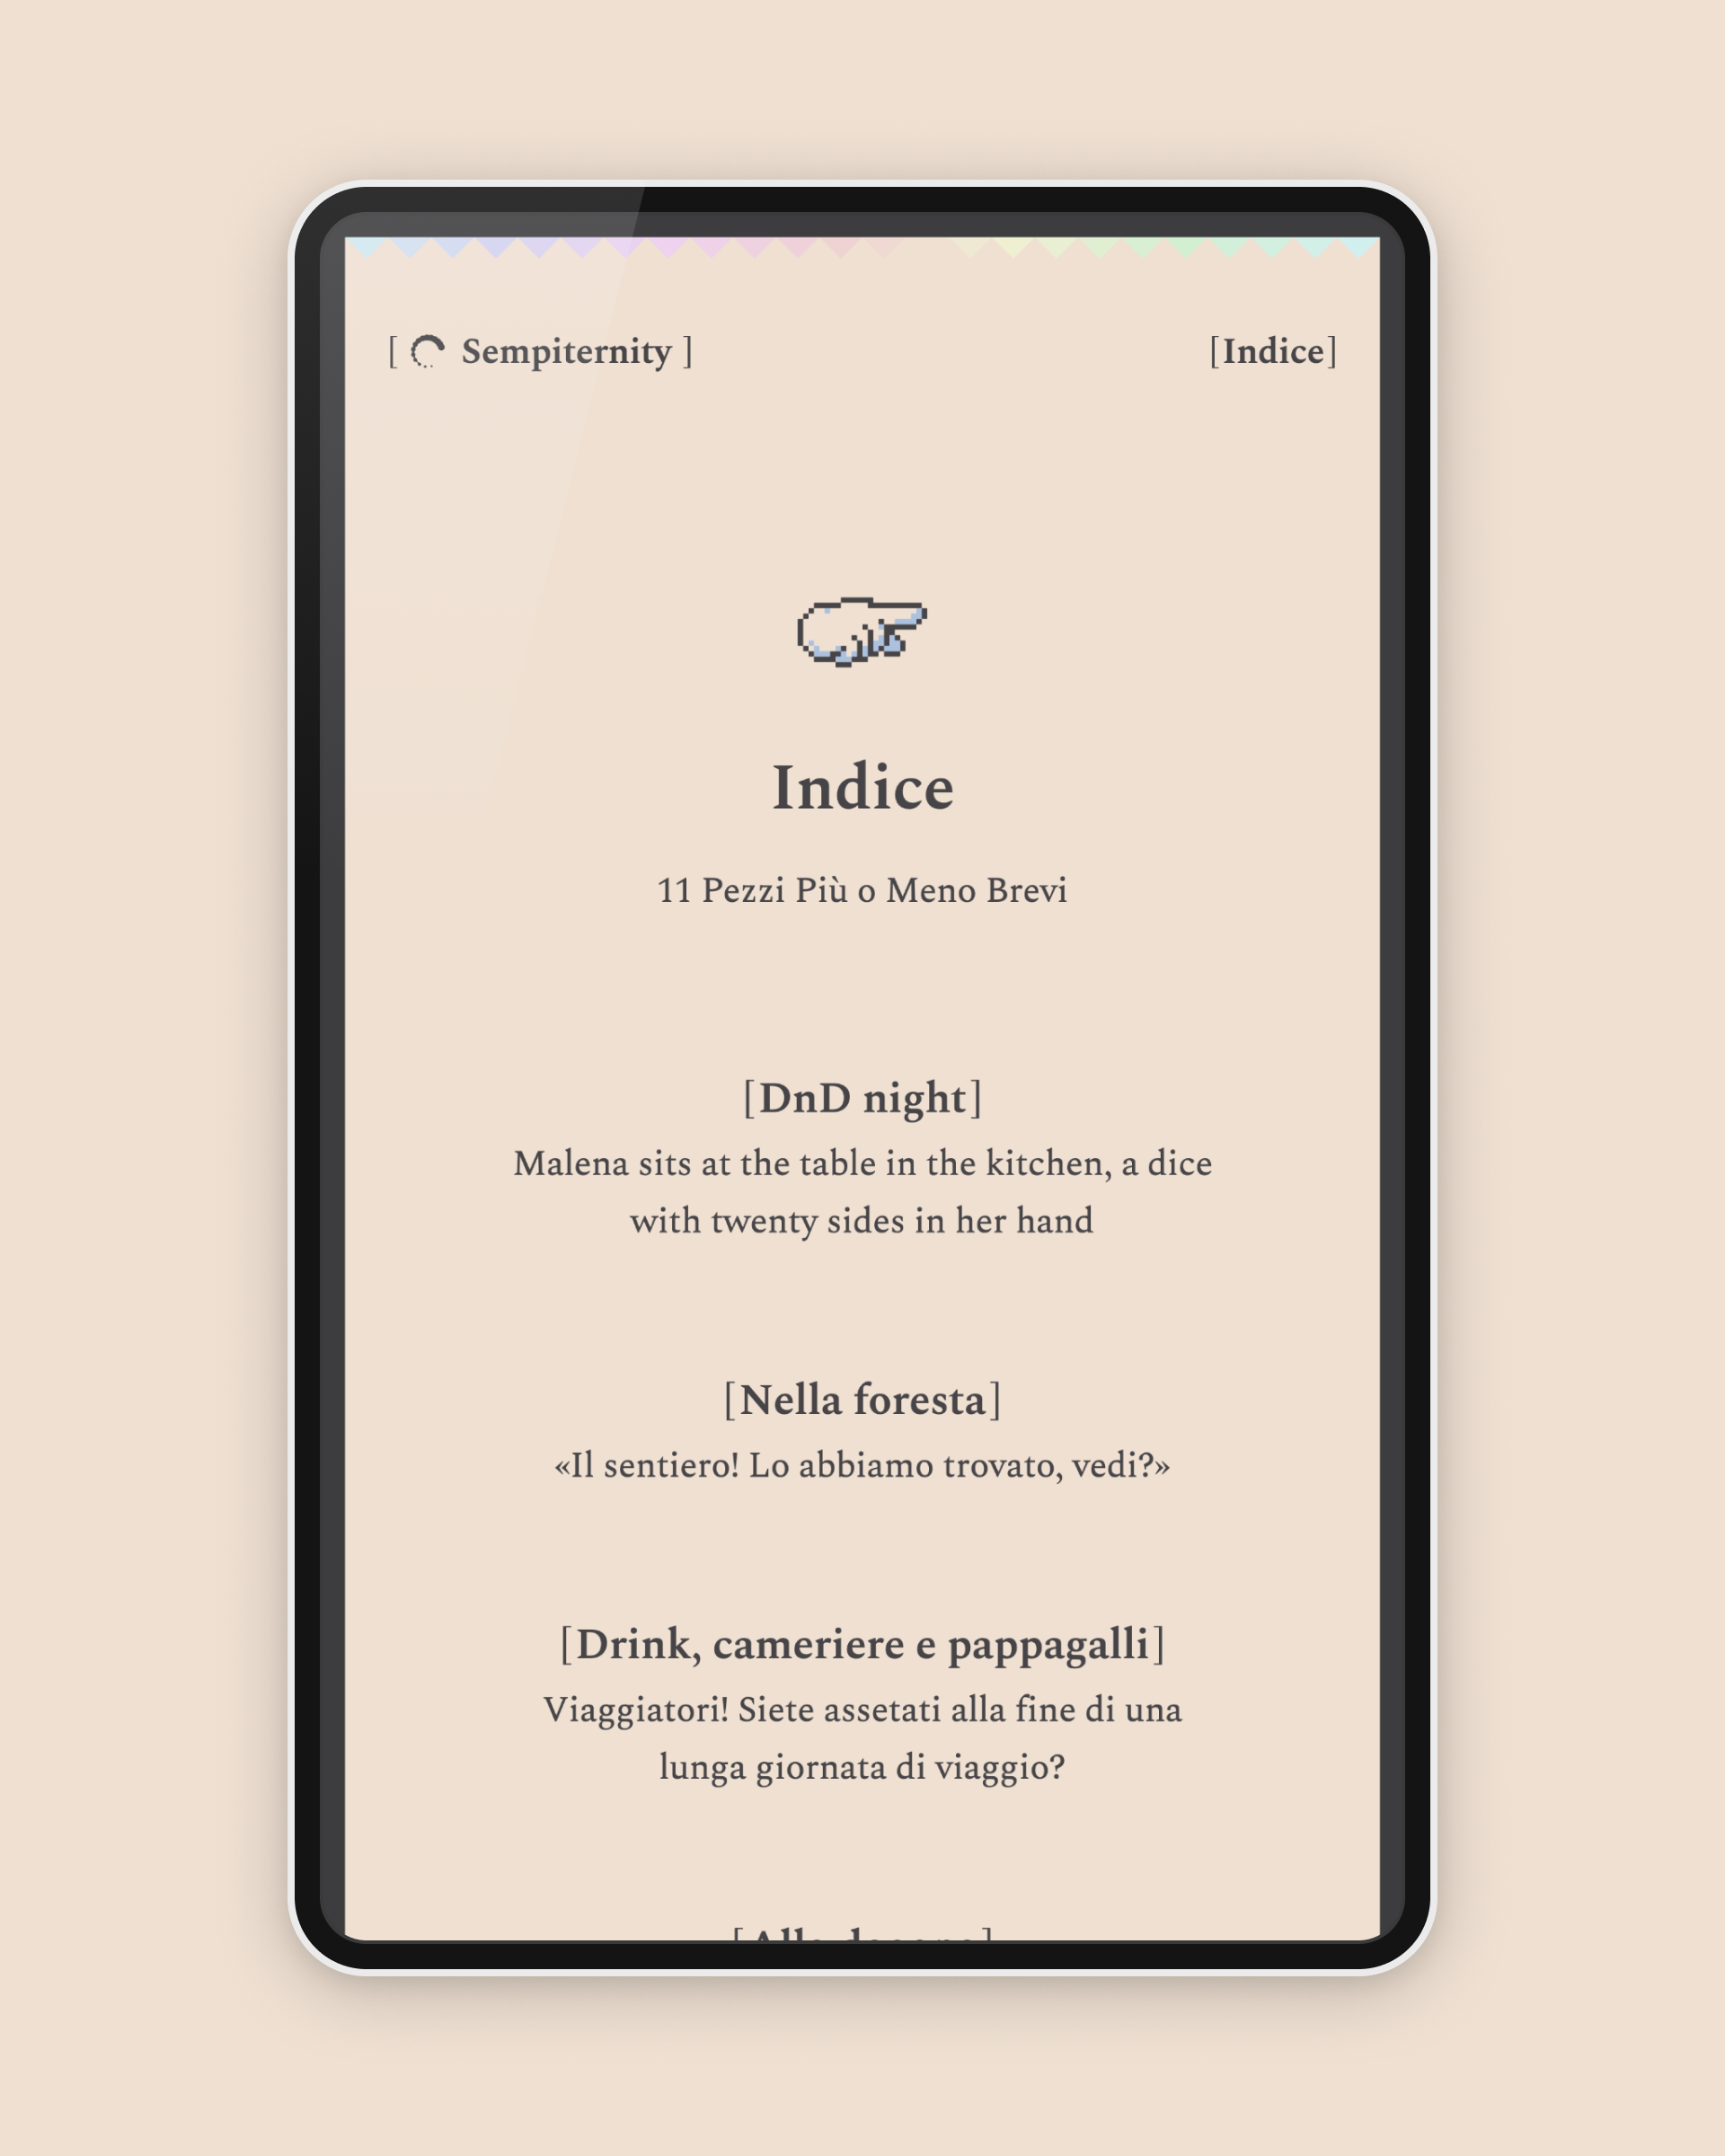 [ Sempiternity ]
[Indice]
Indice
11 Pezzi Più o Meno Brevi
[DnD night]
Malena sits at the table in the kitchen, a dice
with twenty sides in her hand
[Nella foresta]
«Il sentiero! Lo abbiamo trovato, vedi?»
[Drink, cameriere e pappagalli]
Viaggiatori! Siete assetati alla fine di una
lunga giornata di viaggio?